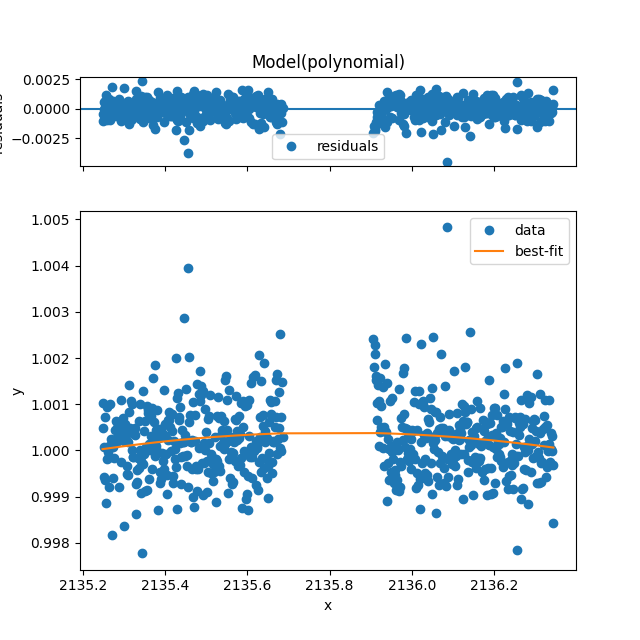 Model(polynomial)
0.0025
0.0000
−0.0025
residuals
residuals
1.005
1.004
1.003
1.002
1.001
1.000
0.999
0.998
y
data
best-fit
2135.2 2135.4 2135.6 2135.8 2136.0 2136.2
x